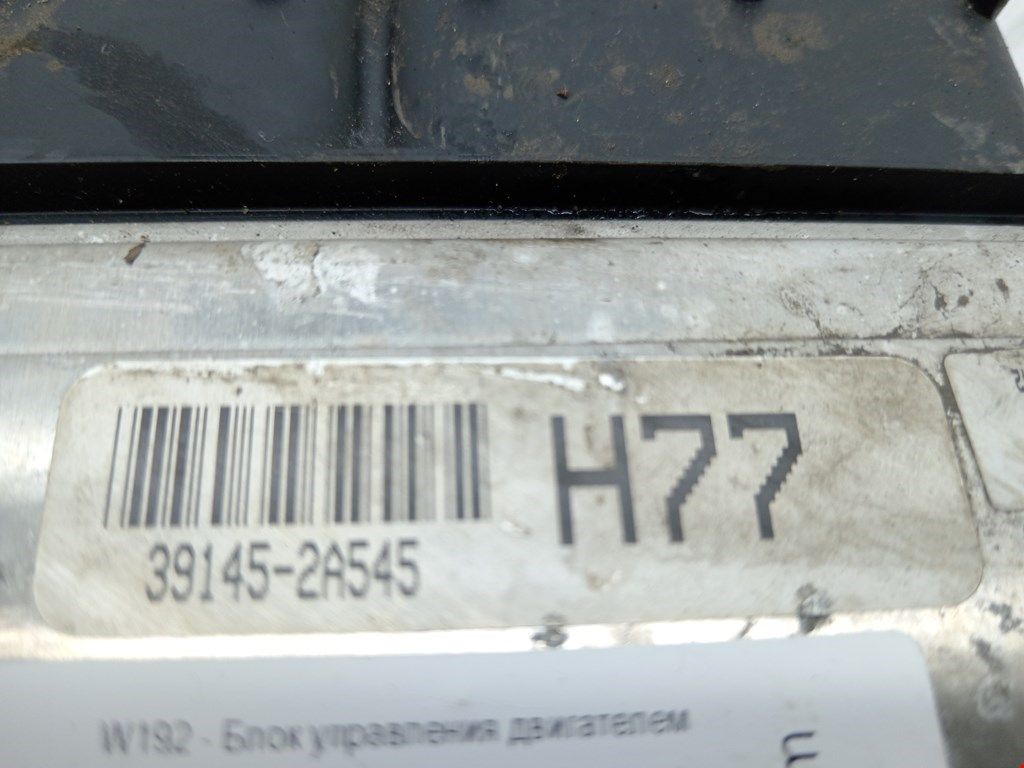 H77
39145-2A545
W192 - Блок управления двигателем